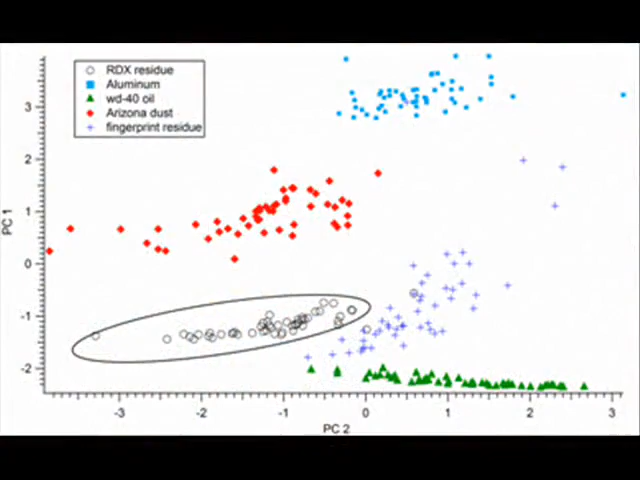 RDX residue
Aluminum
wd-40 oil
Arizona dust
fingerprint residue
3
2
1
0
-1
-2
PC 1
-3
-2
-1
0
1
2
3
PC 2